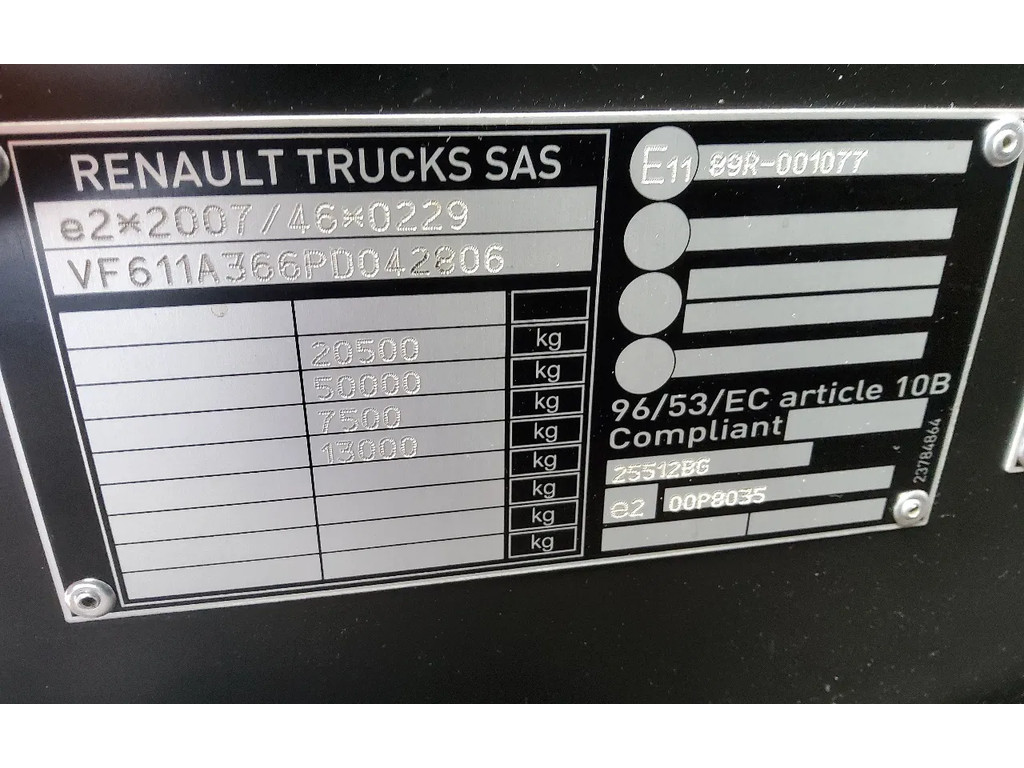 RENAULT TRUCKS SAS
e2*2007/46*0229
VF611A366PD042806
20500 kg
50000 kg
7500 kg
13000 kg
kg
kg
kg
kg
E11 89R-001077
96/53/EC article 10B
Compliant
25512BG
e2 00P8035
23784864